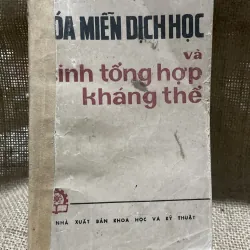 ÓA MIỄN DỊCH HỌC
và
inh tổng hợp
kháng thể
NHÀ XUẤT BẢN KHOA HỌC VÀ KỸ THUẬT